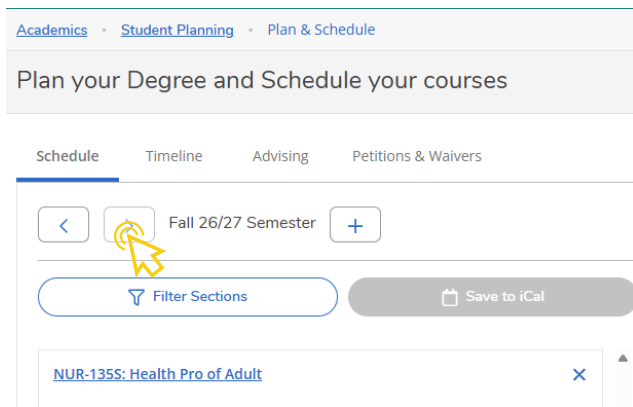 Academics · Student Planning · Plan & Schedule
Plan your Degree and Schedule your courses
Schedule Timeline Advising Petitions & Waivers
Fall 26/27 Semester
Filter Sections Save to iCal
NUR-135S: Health Pro of Adult